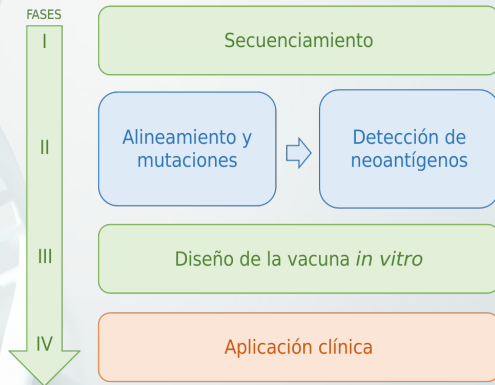 FASES
I
Secuenciamiento
II
Alineamiento y
mutaciones
Detección de
neoantígenos
III
Diseño de la vacuna in vitro
IV
Aplicación clínica